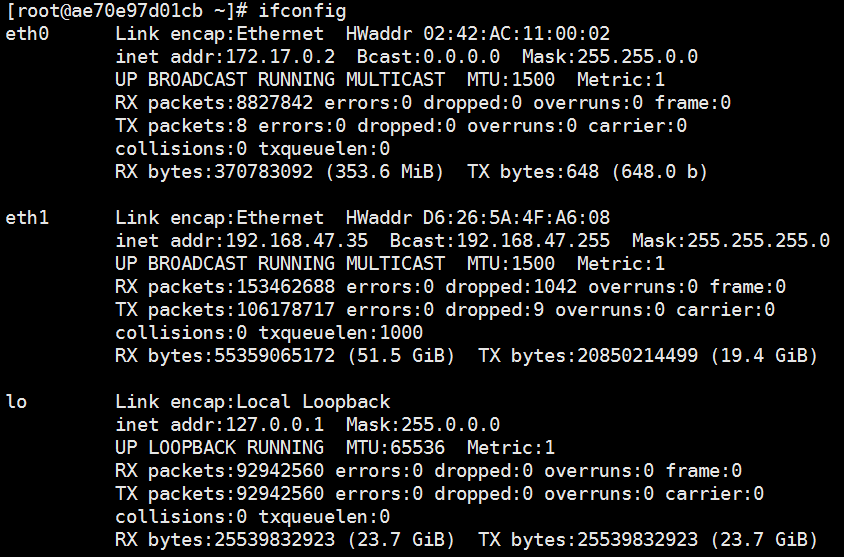 [root@ae70e97d01cb ~]# ifconfig
eth0      Link encap:Ethernet  HWaddr 02:42:AC:11:00:02
          inet addr:172.17.0.2  Bcast:0.0.0.0  Mask:255.255.0.0
          UP BROADCAST RUNNING MULTICAST  MTU:1500  Metric:1
          RX packets:8827842 errors:0 dropped:0 overruns:0 frame:0
          TX packets:8 errors:0 dropped:0 overruns:0 carrier:0
          collisions:0 txqueuelen:0
          RX bytes:370783092 (353.6 MiB)  TX bytes:648 (648.0 b)

eth1      Link encap:Ethernet  HWaddr D6:26:5A:4F:A6:08
          inet addr:192.168.47.35  Bcast:192.168.47.255  Mask:255.255.255.0
          UP BROADCAST RUNNING MULTICAST  MTU:1500  Metric:1
          RX packets:153462688 errors:0 dropped:1042 overruns:0 frame:0
          TX packets:106178717 errors:0 dropped:9 overruns:0 carrier:0
          collisions:0 txqueuelen:1000
          RX bytes:55359065172 (51.5 GiB)  TX bytes:20850214499 (19.4 GiB)

lo        Link encap:Local Loopback
          inet addr:127.0.0.1  Mask:255.0.0.0
          UP LOOPBACK RUNNING  MTU:65536  Metric:1
          RX packets:92942560 errors:0 dropped:0 overruns:0 frame:0
          TX packets:92942560 errors:0 dropped:0 overruns:0 carrier:0
          collisions:0 txqueuelen:0
          RX bytes:25539832923 (23.7 GiB)  TX bytes:25539832923 (23.7 GiB)